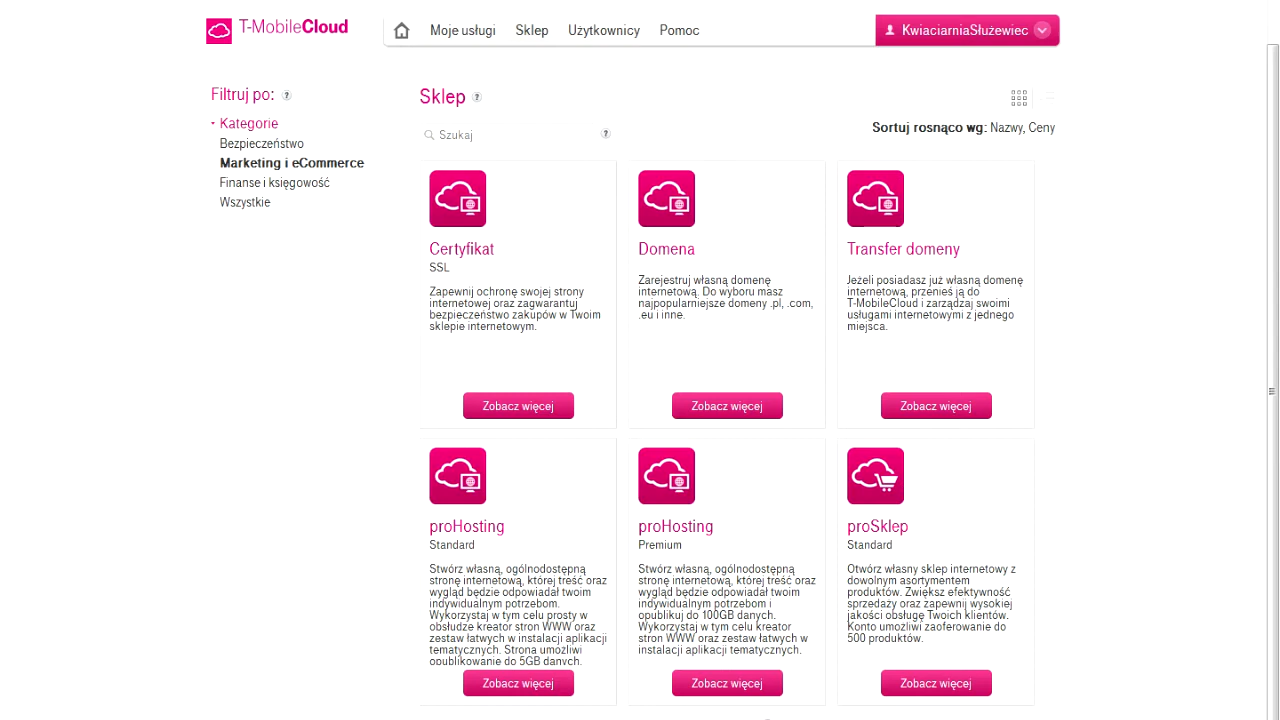 T-MobileCloud
Moje usługi Sklep Użytkownicy Pomoc
KwiaciarniaSłużewiec
Filtruj po: ?
Kategorie
Bezpieczeństwo
Marketing i eCommerce
Finanse i księgowość
Wszystkie
Sklep ?
Szukaj ?
Sortuj rosnąco wg: Nazwy, Ceny
Certyfikat
SSL
Zapewnij ochronę swojej strony
internetowej oraz zagwarantuj
bezpieczeństwo zakupów w Twoim
sklepie internetowym.
Zobacz więcej
Domena
Zarejestruj własną domenę
internetową. Do wyboru masz
najpopularniejsze domeny .pl, .com,
.eu i inne.
Zobacz więcej
Transfer domeny
Jeżeli posiadasz już własną domenę
internetową, przenieś ją do
T-MobileCloud i zarządzaj swoimi
usługami internetowymi z jednego
miejsca.
Zobacz więcej
proHosting
Standard
Stwórz własną, ogólnodostępną
stronę internetową, której treść oraz
wygląd będzie odpowiadał twoim
indywidualnym potrzebom.
Wykorzystaj w tym celu prosty w
obsłudze kreator stron WWW oraz
zestaw łatwych w instalacji aplikacji
tematycznych. Strona umożliwi
opublikowanie do 5GB danych.
Zobacz więcej
proHosting
Premium
Stwórz własną, ogólnodostępną
stronę internetową, której treść oraz
wygląd będzie odpowiadał twoim
indywidualnym potrzebom i
opublikuj do 100GB danych.
Wykorzystaj w tym celu kreator
stron WWW oraz zestaw łatwych w
instalacji aplikacji tematycznych.
Zobacz więcej
proSklep
Standard
Otwórz własny sklep internetowy z
dowolnym asortymentem
produktów. Zwiększ efektywność
sprzedaży oraz zapewnij wysokiej
jakości obsługę Twoich klientów.
Konto umożliwi zaoferowanie do
500 produktów.
Zobacz więcej